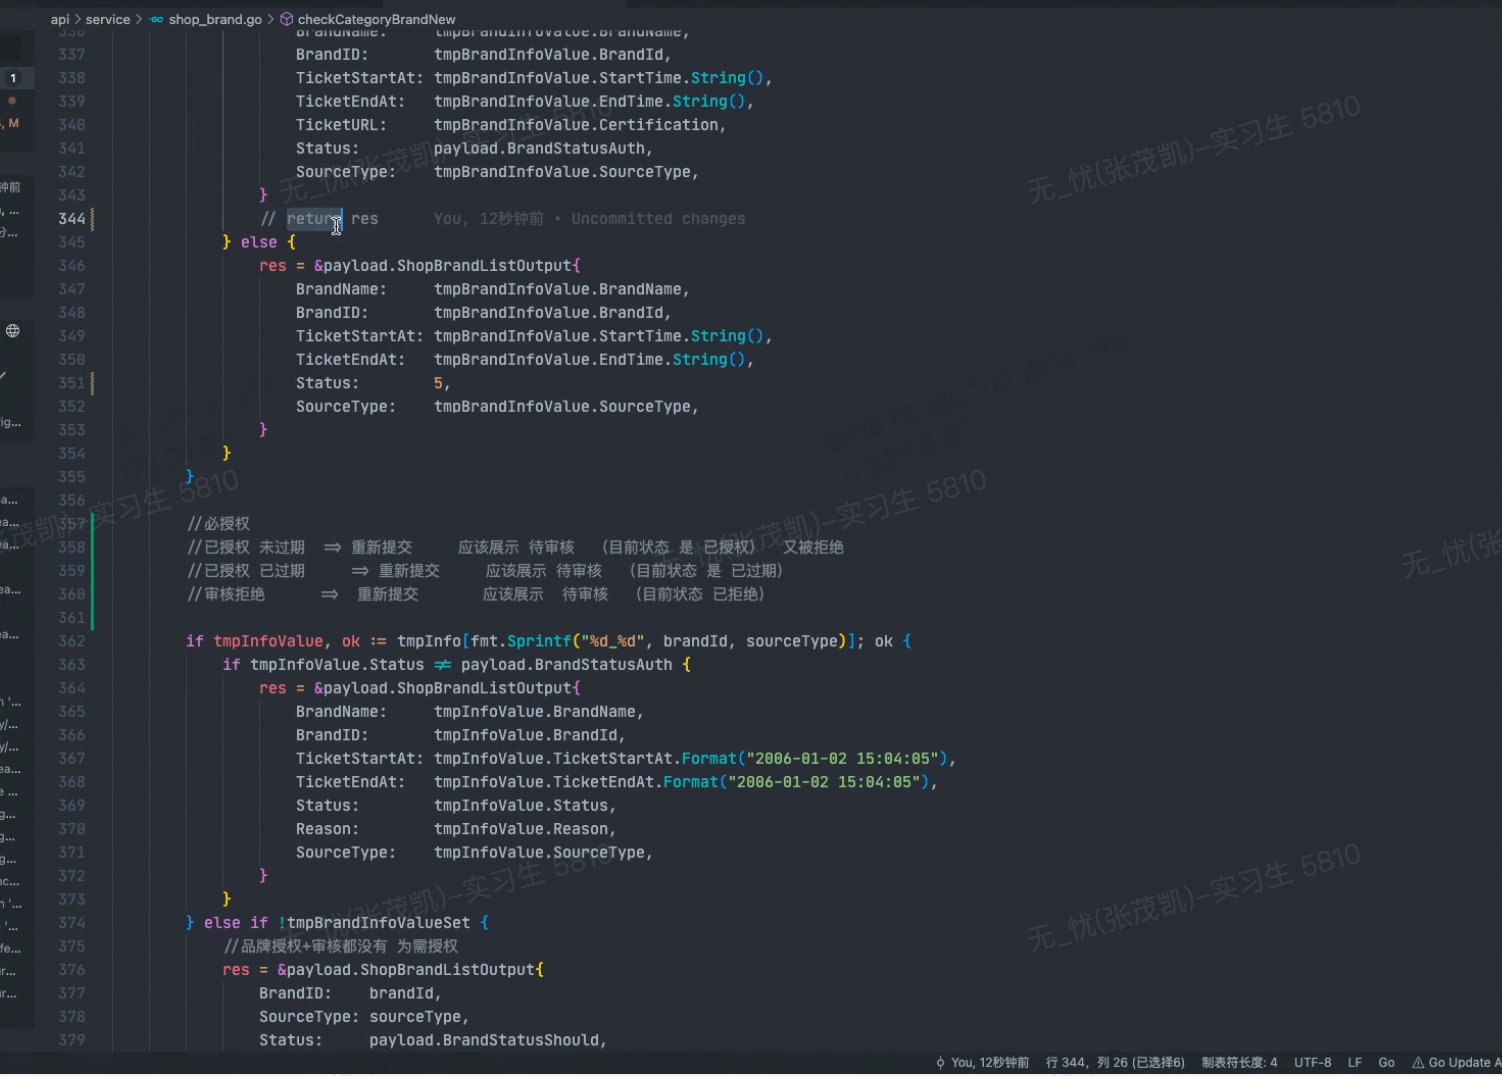 api > service > shop_brand.go > checkCategoryBrandNew
336 BrandName: tmpBrandInfoValue.BrandName,
337 BrandID: tmpBrandInfoValue.BrandId,
338 TicketStartAt: tmpBrandInfoValue.StartTime.String(),
339 TicketEndAt: tmpBrandInfoValue.EndTime.String(),
340 TicketURL: tmpBrandInfoValue.Certification,
341 Status: payload.BrandStatusAuth,
342 SourceType: tmpBrandInfoValue.SourceType,
343 }
344 // return res You, 12秒钟前 • Uncommitted changes
345 } else {
346 res = &payload.ShopBrandListOutput{
347 BrandName: tmpBrandInfoValue.BrandName,
348 BrandID: tmpBrandInfoValue.BrandId,
349 TicketStartAt: tmpBrandInfoValue.StartTime.String(),
350 TicketEndAt: tmpBrandInfoValue.EndTime.String(),
351 Status: 5,
352 SourceType: tmpBrandInfoValue.SourceType,
353 }
354 }
355 }
356
357 //必授权
358 //已授权 未过期 => 重新提交 应该展示 待审核 (目前状态 是 已授权) 又被拒绝
359 //已授权 已过期 => 重新提交 应该展示 待审核 (目前状态 是 已过期)
360 //审核拒绝 => 重新提交 应该展示 待审核 (目前状态 已拒绝)
361
362 if tmpInfoValue, ok := tmpInfo[fmt.Sprintf("%d_%d", brandId, sourceType)]; ok {
363 if tmpInfoValue.Status != payload.BrandStatusAuth {
364 res = &payload.ShopBrandListOutput{
365 BrandName: tmpInfoValue.BrandName,
366 BrandID: tmpInfoValue.BrandId,
367 TicketStartAt: tmpInfoValue.TicketStartAt.Format("2006-01-02 15:04:05"),
368 TicketEndAt: tmpInfoValue.TicketEndAt.Format("2006-01-02 15:04:05"),
369 Status: tmpInfoValue.Status,
370 Reason: tmpInfoValue.Reason,
371 SourceType: tmpInfoValue.SourceType,
372 }
373 }
374 } else if !tmpBrandInfoValueSet {
375 //品牌授权+审核都没有 为需授权
376 res = &payload.ShopBrandListOutput{
377 BrandID: brandId,
378 SourceType: sourceType,
379 Status: payload.BrandStatusShould,
You, 12秒钟前 行 344, 列 26 (已选择6) 制表符长度: 4 UTF-8 LF Go Go Update A
无_忧(张茂凯)-实习生 5810